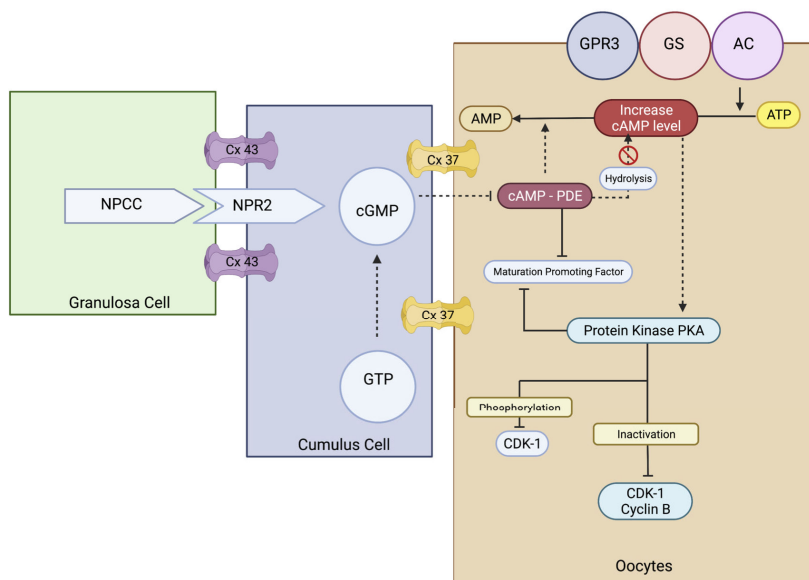 GPR3
GS
AC
AMP
Increase
cAMP level
ATP
Cx 43
Cx 37
Hydrolysis
NPCC
NPR2
cGMP
cAMP - PDE
Cx 43
Maturation Promoting Factor
Granulosa Cell
Cx 37
Protein Kinase PKA
GTP
Phosphorylation
CDK-1
Inactivation
Cumulus Cell
CDK-1
Cyclin B
Oocytes